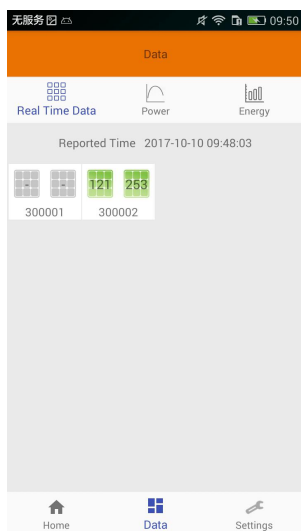 无服务 09:50
Data
Real Time Data Power Energy
Reported Time 2017-10-10 09:48:03
- - 121 253
300001 300002
Home Data Settings